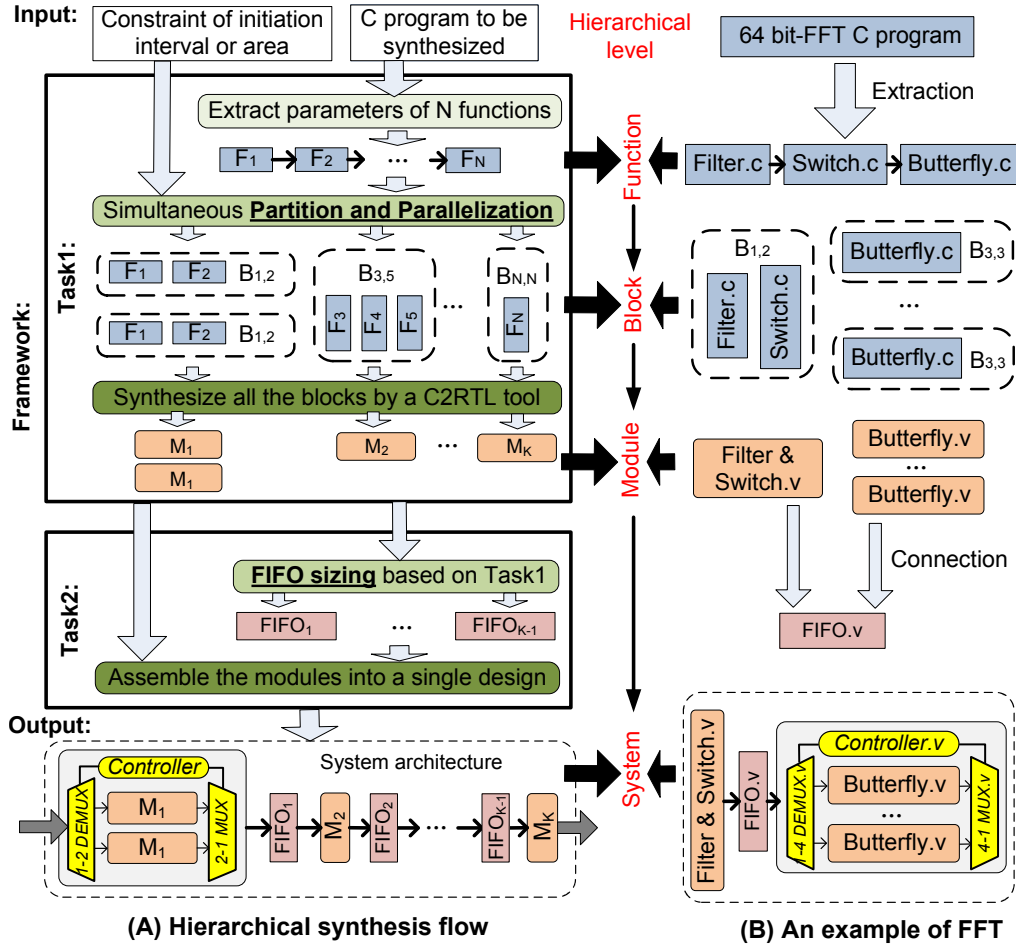 Input:
Constraint of initiation
interval or area
C program to be
synthesized
Hierarchical
level
64 bit-FFT C program
Extraction
Framework:
Task1:
Extract parameters of N functions
F1 F2 ... FN
Function
Filter.c Switch.c Butterfly.c
Simultaneous Partition and Parallelization
F1 F2 B1,2
F1 F2 B1,2
B3,5
F3 F4 F5
...
BN,N
FN
Block
B1,2
Filter.c
Switch.c
Butterfly.c B3,3
...
Butterfly.c B3,3
Synthesize all the blocks by a C2RTL tool
M1 M2 ... MK
M1
Module
Filter &
Switch.v
Butterfly.v
...
Butterfly.v
Connection
FIFO.v
Task2:
FIFO sizing based on Task1
FIFO1 ... FIFOK-1
Assemble the modules into a single design
Output:
System architecture
Controller
1-2 DEMUX
M1
M1
2-1 MUX
FIFO1
M2
FIFO2
...
FIFOK-1
MK
System
Filter & Switch.v
FIFO.v
Controller.v
1-4 DEMUX.v
Butterfly.v
...
Butterfly.v
4-1 MUX.v
(A) Hierarchical synthesis flow
(B) An example of FFT